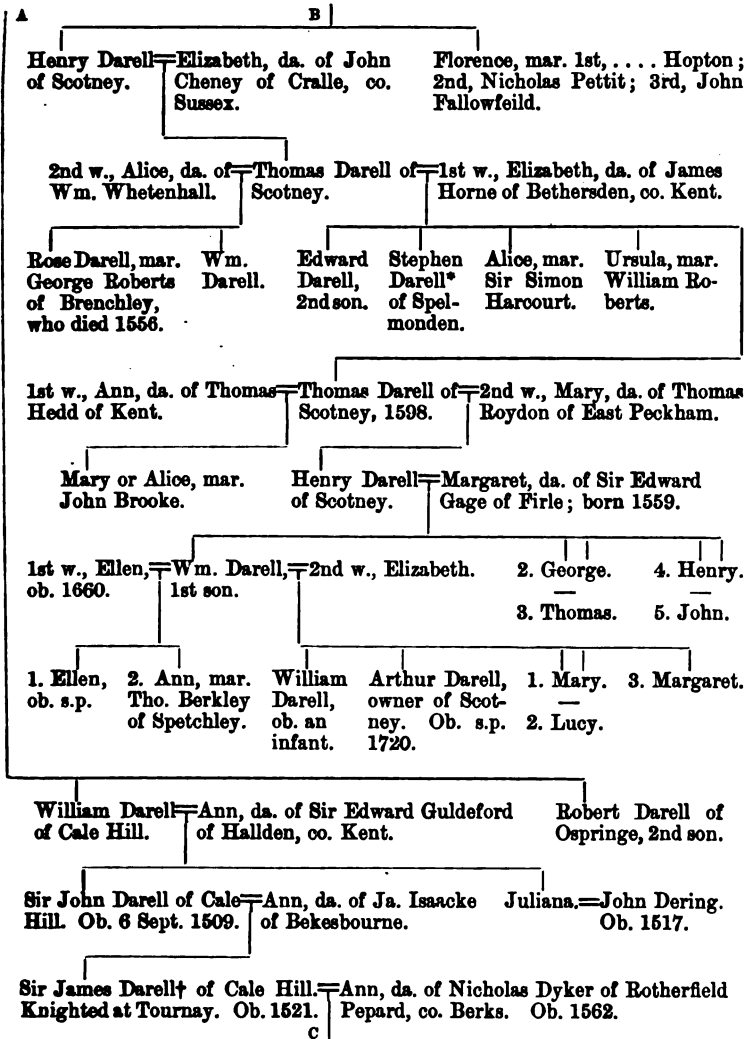 A B
Henry Darell=Elizabeth, da. of John
of Scotney. Cheney of Cralle, co.
Sussex.
Florence, mar. 1st, .... Hopton;
2nd, Nicholas Pettit; 3rd, John
Fallowfeild.
2nd w., Alice, da. of=Thomas Darell of=1st w., Elizabeth, da. of James
Wm. Whetenhall. Scotney. Horne of Bethersden, co. Kent.
Rose Darell, mar.
George Roberts
of Brenchley,
who died 1556.
Wm.
Darell.
Edward
Darell,
2nd son.
Stephen
Darell*
of Spel-
monden.
Alice, mar.
Sir Simon
Harcourt.
Ursula, mar.
William Ro-
berts.
1st w., Ann, da. of Thomas=Thomas Darell of=2nd w., Mary, da. of Thomas
Hedd of Kent. Scotney, 1598. Roydon of East Peckham.
Mary or Alice, mar.
John Brooke.
Henry Darell=Margaret, da. of Sir Edward
of Scotney. Gage of Firle; born 1559.
1st w., Ellen,=Wm. Darell,=2nd w., Elizabeth.
ob. 1660. 1st son.
2. George.
—
3. Thomas.
4. Henry.
—
5. John.
1. Ellen,
ob. s.p.
2. Ann, mar.
Tho. Berkley
of Spetchley.
William
Darell,
ob. an
infant.
Arthur Darell,
owner of Scot-
ney. Ob. s.p.
1720.
1. Mary.
—
2. Lucy.
3. Margaret.
William Darell=Ann, da. of Sir Edward Guldeford
of Cale Hill. of Hallden, co. Kent.
Robert Darell of
Ospringe, 2nd son.
Sir John Darell of Cale=Ann, da. of Ja. Isaacke
Hill. Ob. 6 Sept. 1509. of Bekesbourne.
Juliana.=John Dering.
Ob. 1517.
Sir James Darell† of Cale Hill.=Ann, da. of Nicholas Dyker of Rotherfield
Knighted at Tournay. Ob. 1521. Pepard, co. Berks. Ob. 1562.
C